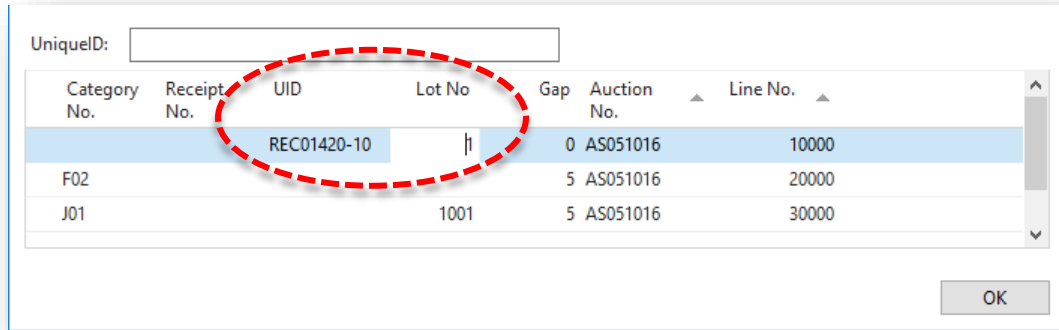 UniqueID:
Category No. Receipt No. UID Lot No Gap Auction No. Line No.
REC01420-10 1 0 AS051016 10000
F02 5 AS051016 20000
J01 1001 5 AS051016 30000
OK